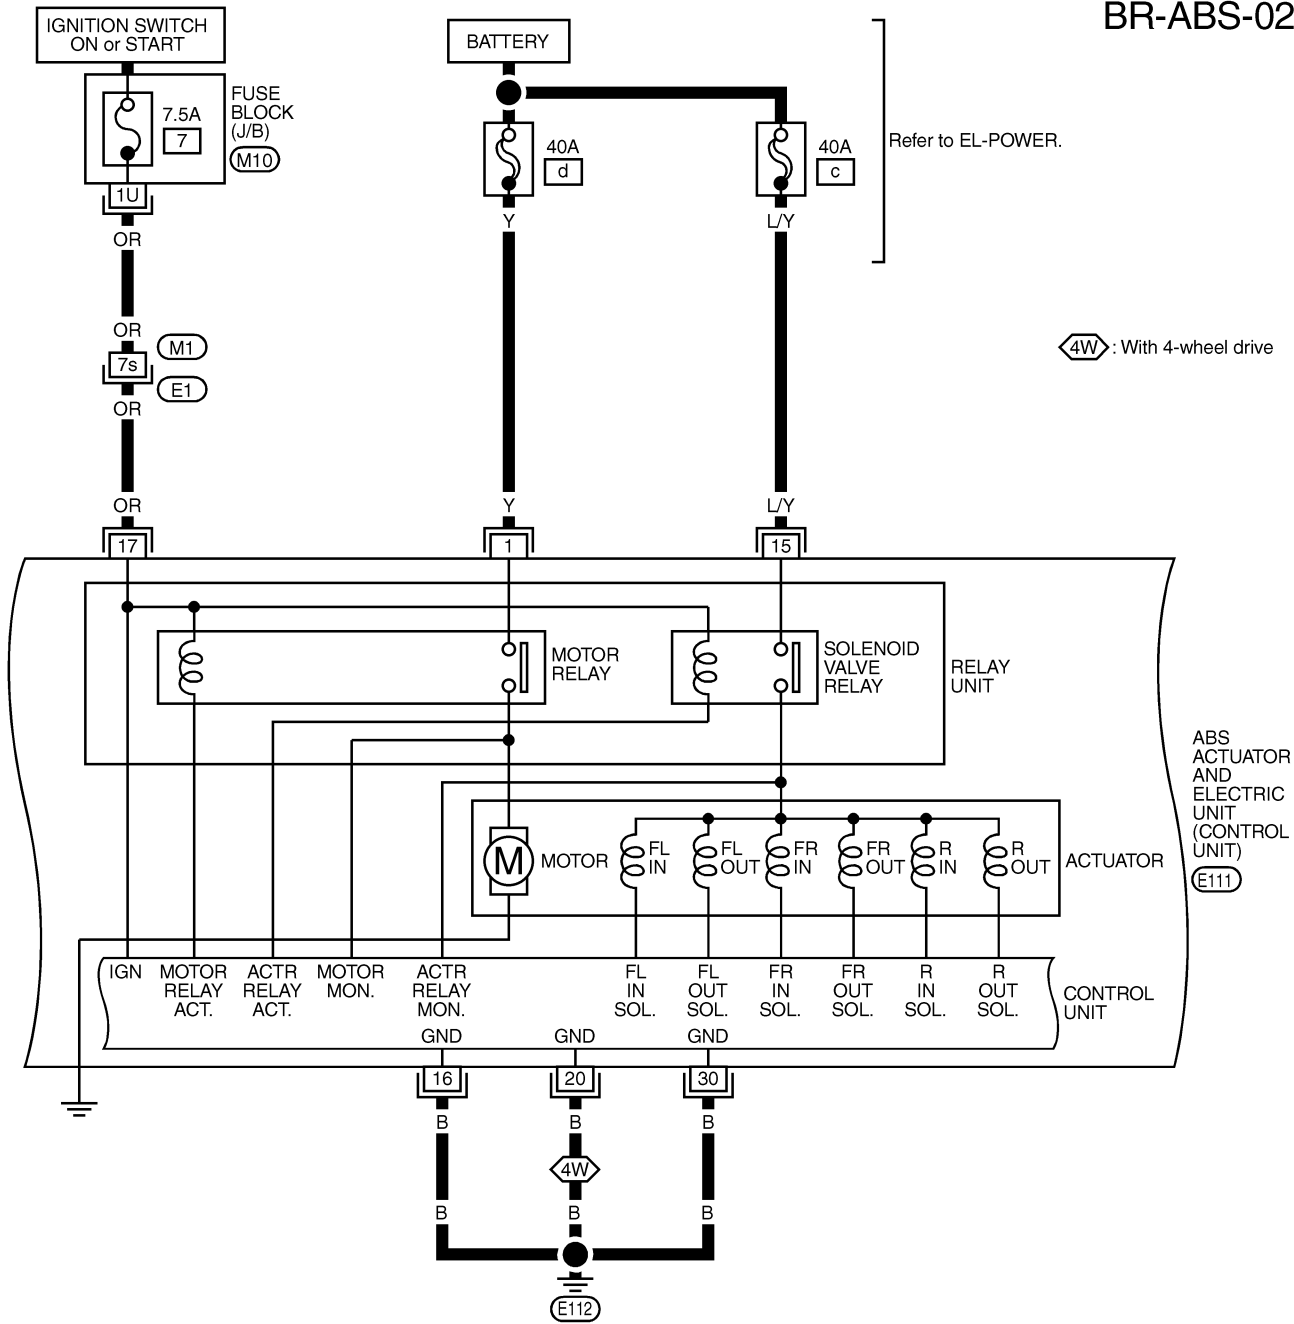 BR-ABS-02
IGNITION SWITCH
ON or START
BATTERY
7.5A
7
FUSE
BLOCK
(J/B)
M10
40A
d
40A
c
Refer to EL-POWER.
1U
OR
Y
L/Y
OR
M1
7s
E1
OR
4W : With 4-wheel drive
OR
Y
L/Y
17
1
15
MOTOR
RELAY
SOLENOID
VALVE
RELAY
RELAY
UNIT
ABS
ACTUATOR
AND
ELECTRIC
UNIT
(CONTROL
UNIT)
E111
M
MOTOR
FL
IN
FL
OUT
FR
IN
FR
OUT
R
IN
R
OUT
ACTUATOR
IGN
MOTOR
RELAY
ACT.
ACTR
RELAY
ACT.
MOTOR
MON.
ACTR
RELAY
MON.
FL
IN
SOL.
FL
OUT
SOL.
FR
IN
SOL.
FR
OUT
SOL.
R
IN
SOL.
R
OUT
SOL.
CONTROL
UNIT
GND
GND
GND
16
20
30
B
B
B
4W
B
B
B
E112